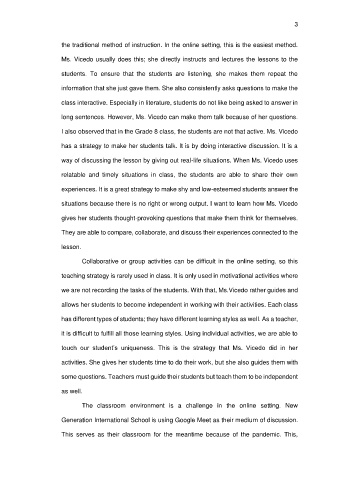 3
the traditional method of instruction. In the online setting, this is the easiest method.
Ms. Vicedo usually does this; she directly instructs and lectures the lessons to the
students. To ensure that the students are listening, she makes them repeat the
information that she just gave them. She also consistently asks questions to make the
class interactive. Especially in literature, students do not like being asked to answer in
long sentences. However, Ms. Vicedo can make them talk because of her questions.
I also observed that in the Grade 8 class, the students are not that active. Ms. Vicedo
has a strategy to make her students talk. It is by doing interactive discussion. It is a
way of discussing the lesson by giving out real-life situations. When Ms. Vicedo uses
relatable and timely situations in class, the students are able to share their own
experiences. It is a great strategy to make shy and low-esteemed students answer the
situations because there is no right or wrong output. I want to learn how Ms. Vicedo
gives her students thought-provoking questions that make them think for themselves.
They are able to compare, collaborate, and discuss their experiences connected to the
lesson.
Collaborative or group activities can be difficult in the online setting, so this
teaching strategy is rarely used in class. It is only used in motivational activities where
we are not recording the tasks of the students. With that, Ms.Vicedo rather guides and
allows her students to become independent in working with their activities. Each class
has different types of students; they have different learning styles as well. As a teacher,
it is difficult to fulfill all those learning styles. Using individual activities, we are able to
touch our student's uniqueness. This is the strategy that Ms. Vicedo did in her
activities. She gives her students time to do their work, but she also guides them with
some questions. Teachers must guide their students but teach them to be independent
as well.
The classroom environment is a challenge in the online setting. New
Generation International School is using Google Meet as their medium of discussion.
This serves as their classroom for the meantime because of the pandemic. This,